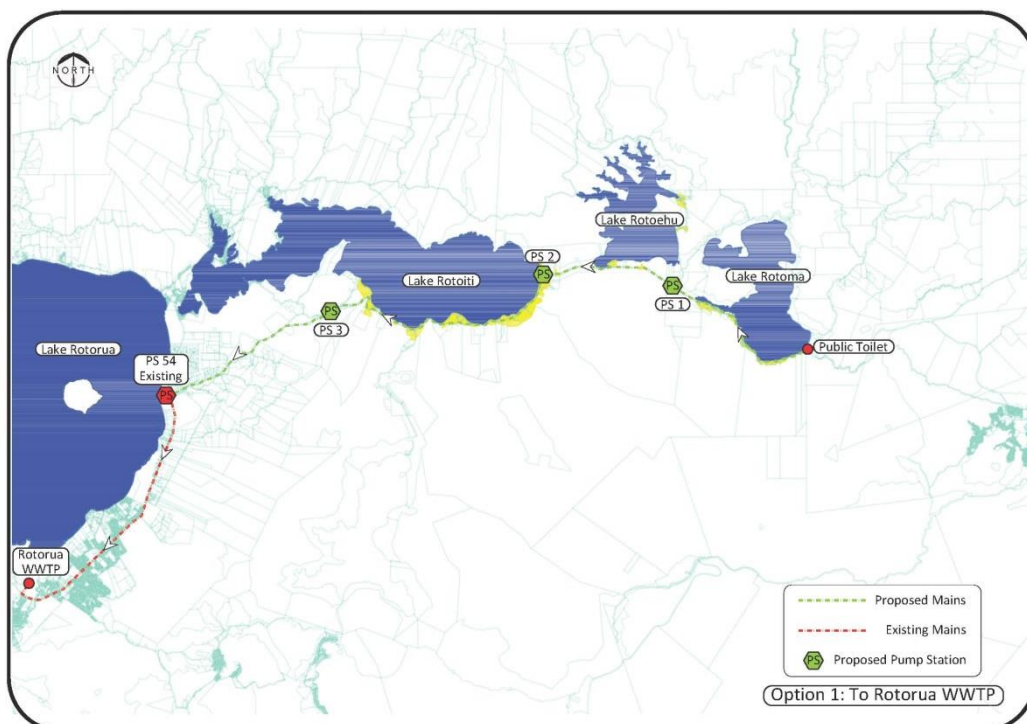 NORTH
Lake Rotoehu
PS 2
PS
Lake Rotoiti
PS
PS 1
Lake Rotoma
PS
PS 3
Public Toilet
Lake Rotorua
PS 54
Existing
PS
Rotorua
WWTP
Proposed Mains
Existing Mains
PS
Proposed Pump Station
Option 1: To Rotorua WWTP